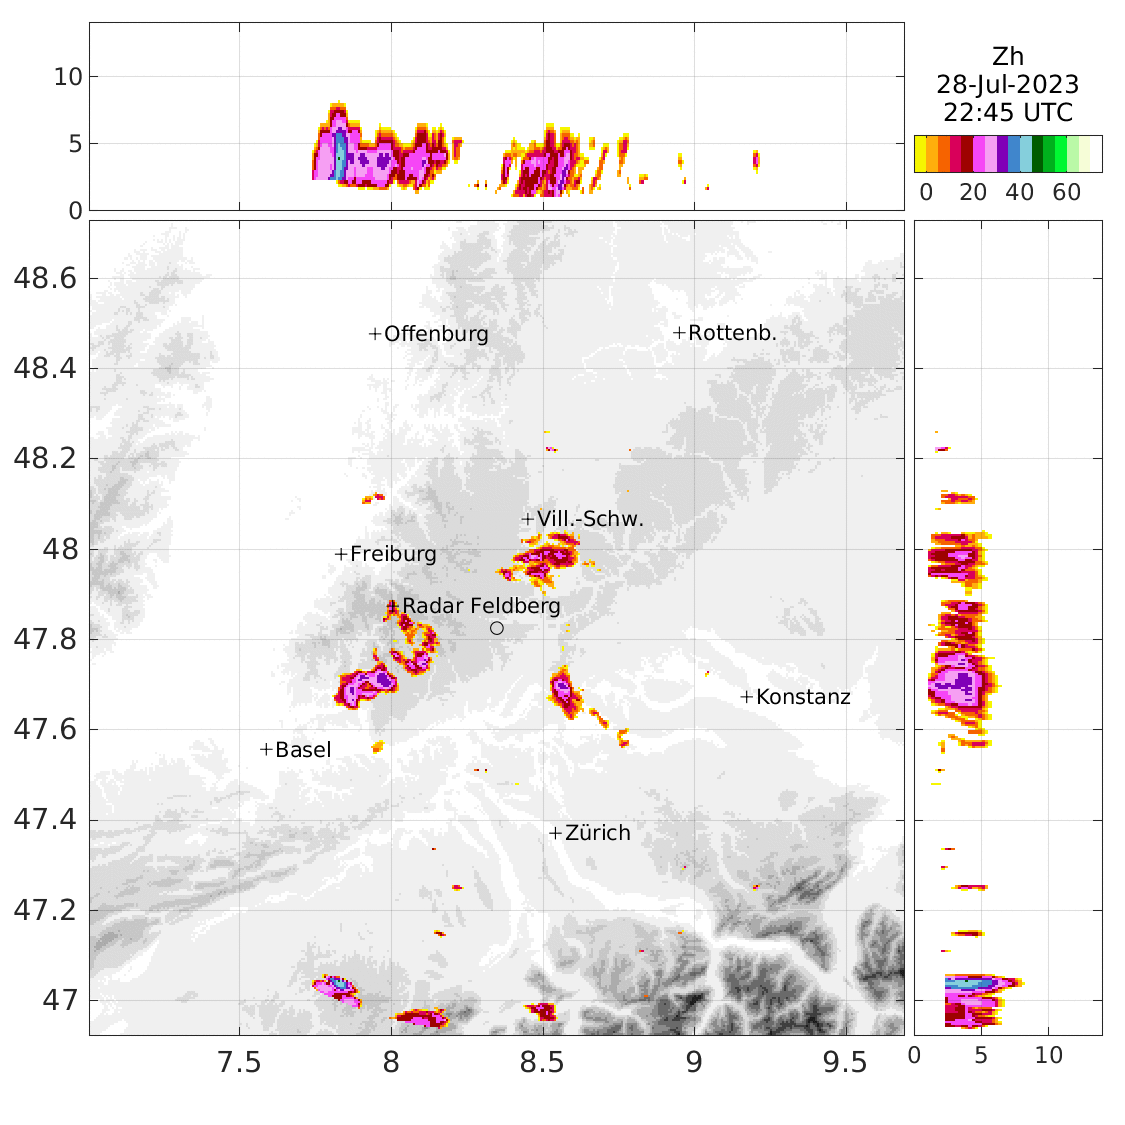 Zh
28-Jul-2023
22:45 UTC
10
5
0
0 20 40 60
48.6
+Offenburg +Rottenb.
48.4
48.2
+Vill.-Schw.
48 +Freiburg
+Radar Feldberg
47.8
+Konstanz
47.6
+Basel
47.4
+Zürich
47.2
47
7.5 8 8.5 9 9.5
0 5 10